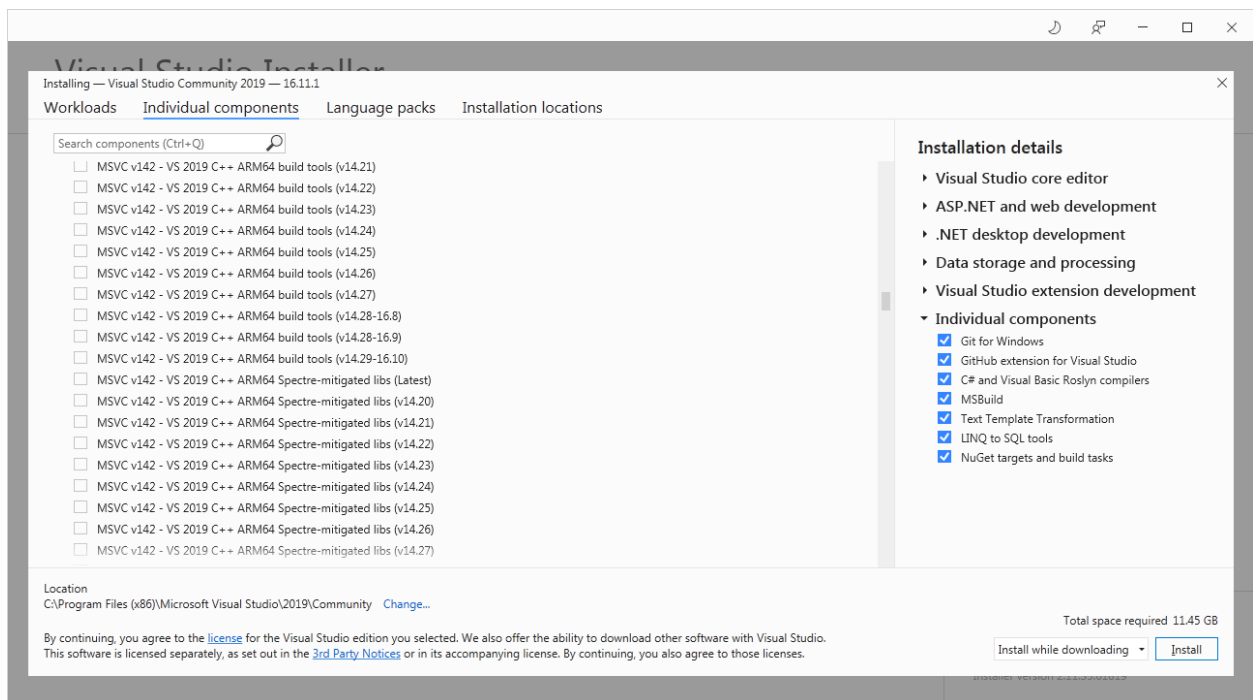 Visual Studio Installer
Installing — Visual Studio Community 2019 — 16.11.1
Workloads Individual components Language packs Installation locations
Search components (Ctrl+Q)
MSVC v142 - VS 2019 C++ ARM64 build tools (v14.21)
MSVC v142 - VS 2019 C++ ARM64 build tools (v14.22)
MSVC v142 - VS 2019 C++ ARM64 build tools (v14.23)
MSVC v142 - VS 2019 C++ ARM64 build tools (v14.24)
MSVC v142 - VS 2019 C++ ARM64 build tools (v14.25)
MSVC v142 - VS 2019 C++ ARM64 build tools (v14.26)
MSVC v142 - VS 2019 C++ ARM64 build tools (v14.27)
MSVC v142 - VS 2019 C++ ARM64 build tools (v14.28-16.8)
MSVC v142 - VS 2019 C++ ARM64 build tools (v14.28-16.9)
MSVC v142 - VS 2019 C++ ARM64 build tools (v14.29-16.10)
MSVC v142 - VS 2019 C++ ARM64 Spectre-mitigated libs (Latest)
MSVC v142 - VS 2019 C++ ARM64 Spectre-mitigated libs (v14.20)
MSVC v142 - VS 2019 C++ ARM64 Spectre-mitigated libs (v14.21)
MSVC v142 - VS 2019 C++ ARM64 Spectre-mitigated libs (v14.22)
MSVC v142 - VS 2019 C++ ARM64 Spectre-mitigated libs (v14.23)
MSVC v142 - VS 2019 C++ ARM64 Spectre-mitigated libs (v14.24)
MSVC v142 - VS 2019 C++ ARM64 Spectre-mitigated libs (v14.25)
MSVC v142 - VS 2019 C++ ARM64 Spectre-mitigated libs (v14.26)
MSVC v142 - VS 2019 C++ ARM64 Spectre-mitigated libs (v14.27)
Installation details
Visual Studio core editor
ASP.NET and web development
.NET desktop development
Data storage and processing
Visual Studio extension development
Individual components
Git for Windows
GitHub extension for Visual Studio
C# and Visual Basic Roslyn compilers
MSBuild
Text Template Transformation
LINQ to SQL tools
NuGet targets and build tasks
Location
C:\Program Files (x86)\Microsoft Visual Studio\2019\Community Change...
By continuing, you agree to the license for the Visual Studio edition you selected. We also offer the ability to download other software with Visual Studio.
This software is licensed separately, as set out in the 3rd Party Notices or in its accompanying license. By continuing, you also agree to those licenses.
Total space required 11.45 GB
Install while downloading Install
Installer version